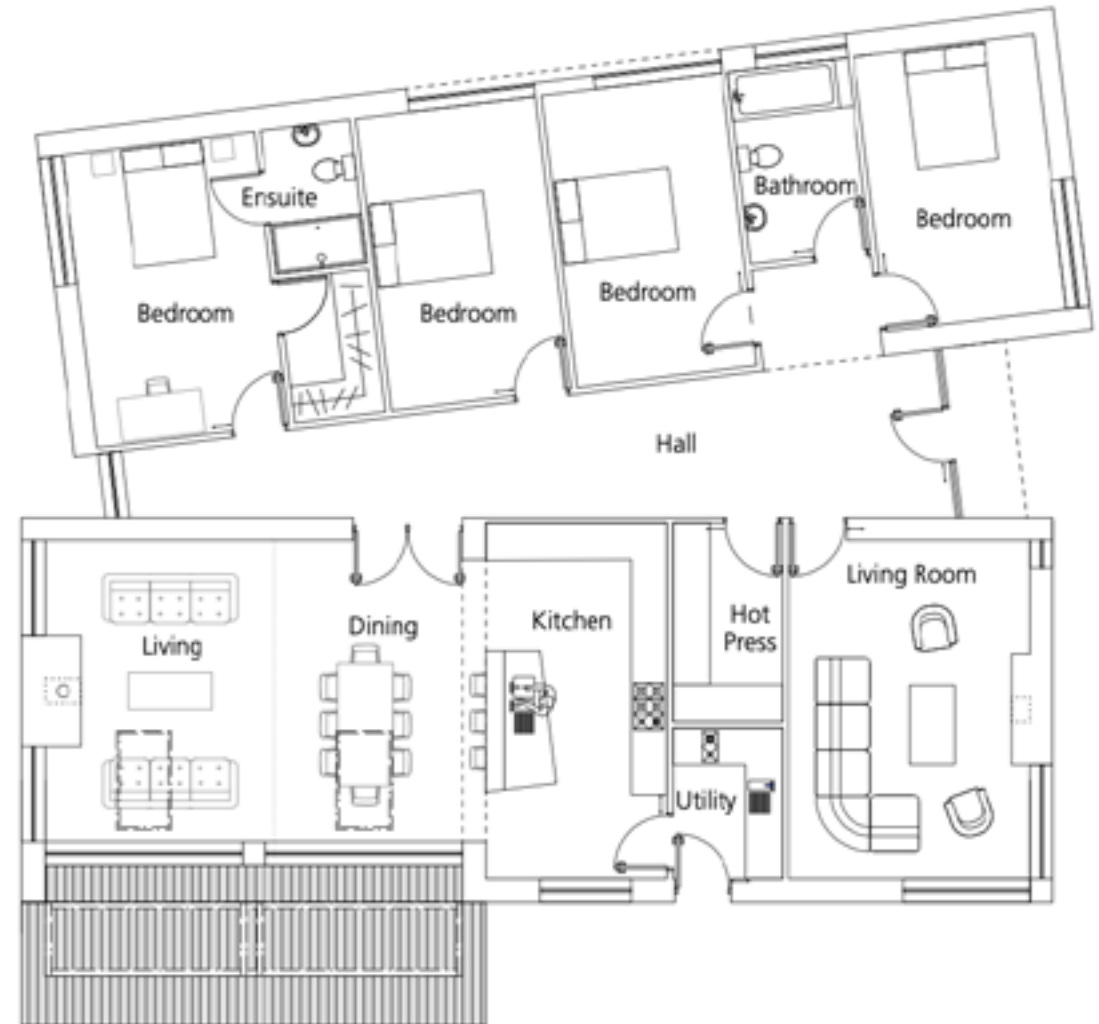 Ensuite
Bathroom
Bedroom
Bedroom
Bedroom
Bedroom
Hall
Living Room
Living
Dining
Kitchen
Hot
Press
Utility